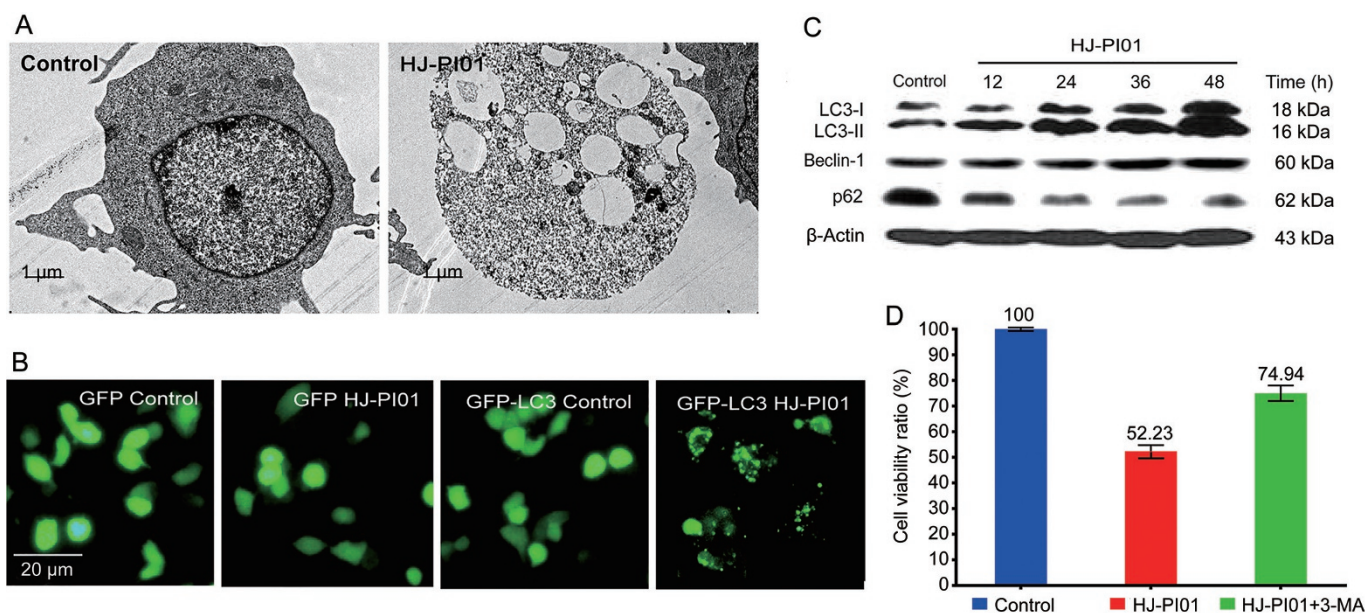 A
Control
1 μm
HJ-PI01
1 μm
B
GFP Control
20 μm
GFP HJ-PI01
GFP-LC3 Control
GFP-LC3 HJ-PI01
C
HJ-PI01
Control 12 24 36 48 Time (h)
LC3-I 18 kDa
LC3-II 16 kDa
Beclin-1 60 kDa
p62 62 kDa
β-Actin 43 kDa
D
Cell viability ratio (%)
100
90
80
70
60
50
40
30
20
10
0
100
52.23
74.94
Control HJ-PI01 HJ-PI01+3-MA